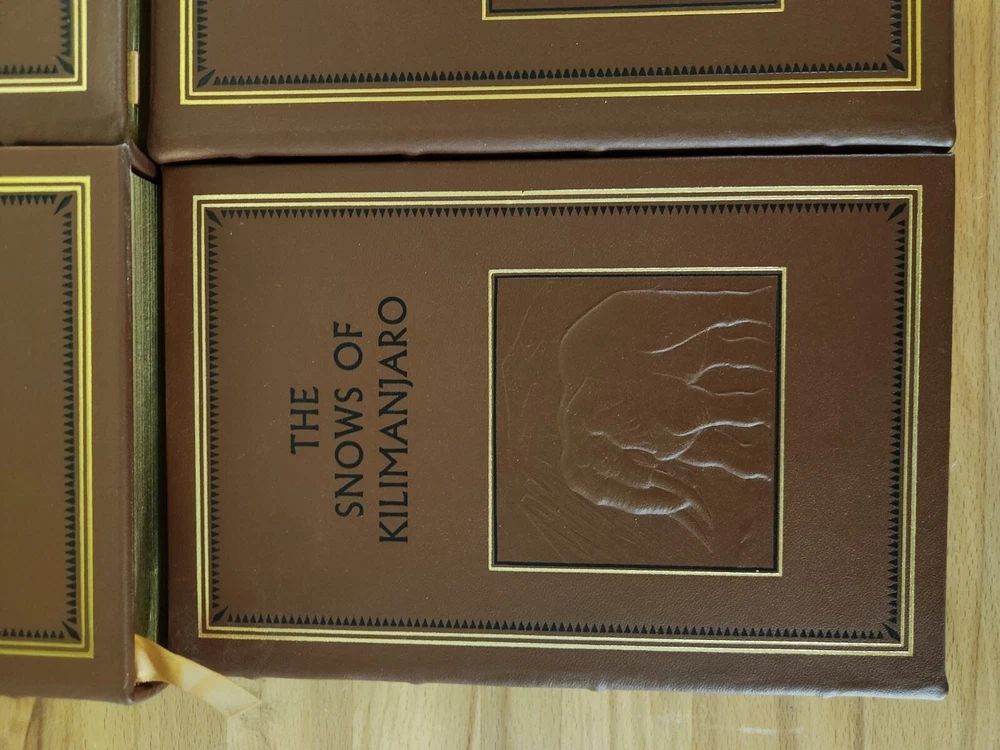 THE
SNOWS OF
KILIMANJARO